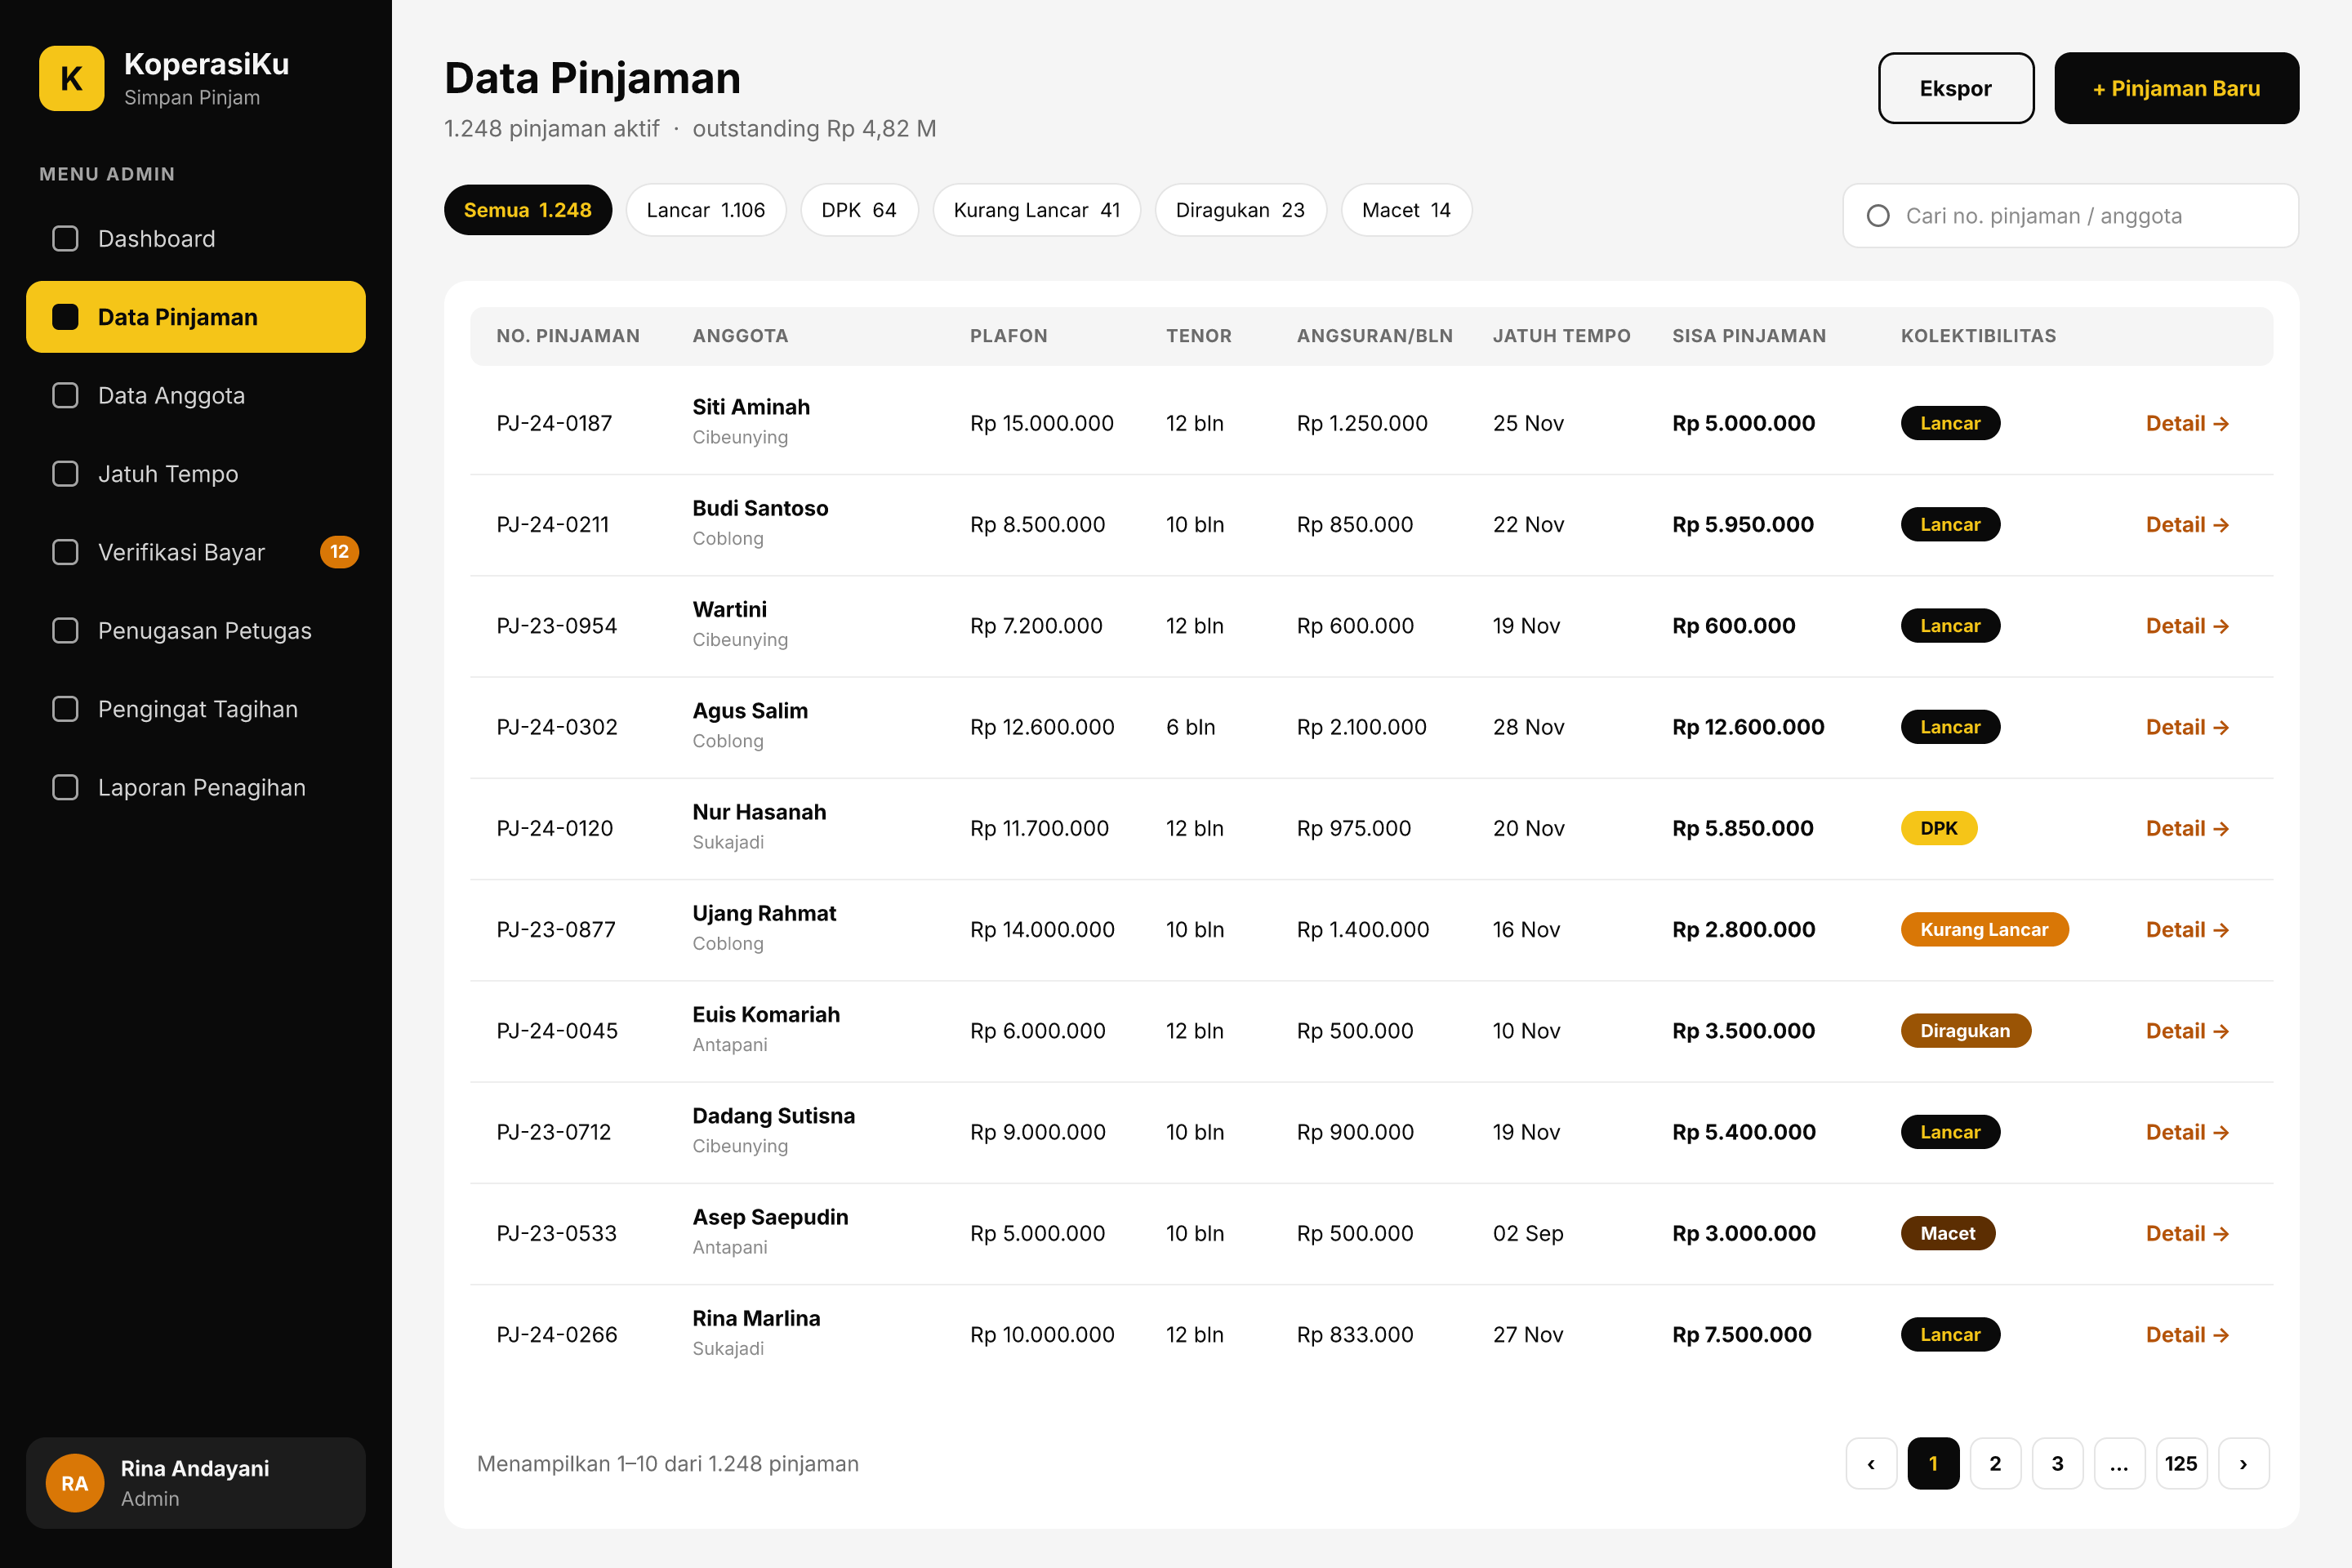 K
KoperasiKu
Simpan Pinjam
MENU ADMIN
Dashboard
Data Pinjaman
Data Anggota
Jatuh Tempo
Verifikasi Bayar 12
Penugasan Petugas
Pengingat Tagihan
Laporan Penagihan
RA
Rina Andayani
Admin
Data Pinjaman
1.248 pinjaman aktif · outstanding Rp 4,82 M
Ekspor
+ Pinjaman Baru
Semua 1.248
Lancar 1.106
DPK 64
Kurang Lancar 41
Diragukan 23
Macet 14
Cari no. pinjaman / anggota
NO. PINJAMAN ANGGOTA PLAFON TENOR ANGSURAN/BLN JATUH TEMPO SISA PINJAMAN KOLEKTIBILITAS
PJ-24-0187 Siti Aminah Rp 15.000.000 12 bln Rp 1.250.000 25 Nov Rp 5.000.000 Lancar Detail →
Cibeunying
PJ-24-0211 Budi Santoso Rp 8.500.000 10 bln Rp 850.000 22 Nov Rp 5.950.000 Lancar Detail →
Coblong
PJ-23-0954 Wartini Rp 7.200.000 12 bln Rp 600.000 19 Nov Rp 600.000 Lancar Detail →
Cibeunying
PJ-24-0302 Agus Salim Rp 12.600.000 6 bln Rp 2.100.000 28 Nov Rp 12.600.000 Lancar Detail →
Coblong
PJ-24-0120 Nur Hasanah Rp 11.700.000 12 bln Rp 975.000 20 Nov Rp 5.850.000 DPK Detail →
Sukajadi
PJ-23-0877 Ujang Rahmat Rp 14.000.000 10 bln Rp 1.400.000 16 Nov Rp 2.800.000 Kurang Lancar Detail →
Coblong
PJ-24-0045 Euis Komariah Rp 6.000.000 12 bln Rp 500.000 10 Nov Rp 3.500.000 Diragukan Detail →
Antapani
PJ-23-0712 Dadang Sutisna Rp 9.000.000 10 bln Rp 900.000 19 Nov Rp 5.400.000 Lancar Detail →
Cibeunying
PJ-23-0533 Asep Saepudin Rp 5.000.000 10 bln Rp 500.000 02 Sep Rp 3.000.000 Macet Detail →
Antapani
PJ-24-0266 Rina Marlina Rp 10.000.000 12 bln Rp 833.000 27 Nov Rp 7.500.000 Lancar Detail →
Sukajadi
Menampilkan 1–10 dari 1.248 pinjaman
‹ 1 2 3 … 125 ›